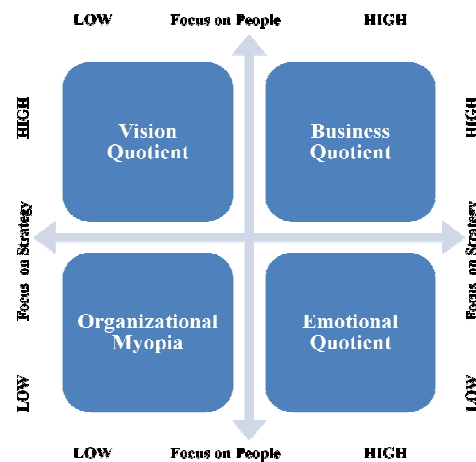 LOW Focus on People HIGH
HIGH
Vision
Quotient
Business
Quotient
HIGH
Focus on Strategy
Focus on Strategy
Organizational
Myopia
Emotional
Quotient
LOW
LOW
LOW Focus on People HIGH